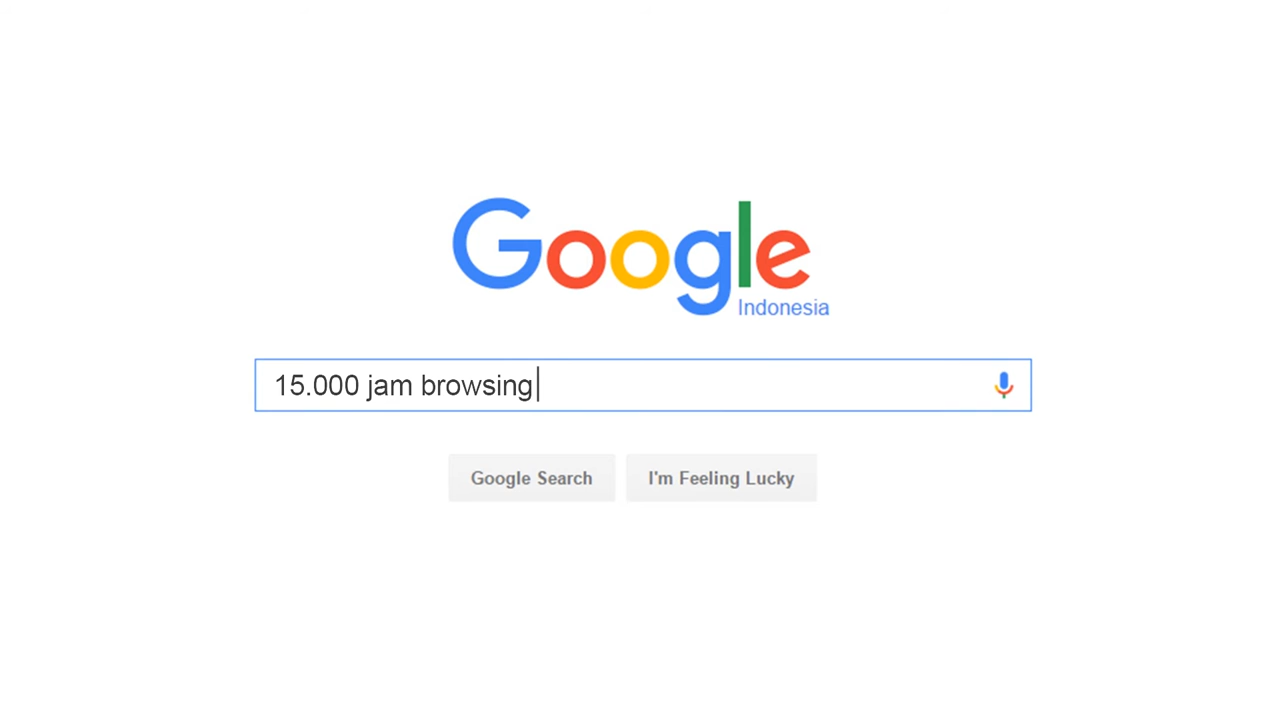 Google
Indonesia
15.000 jam browsing
Google Search
I'm Feeling Lucky